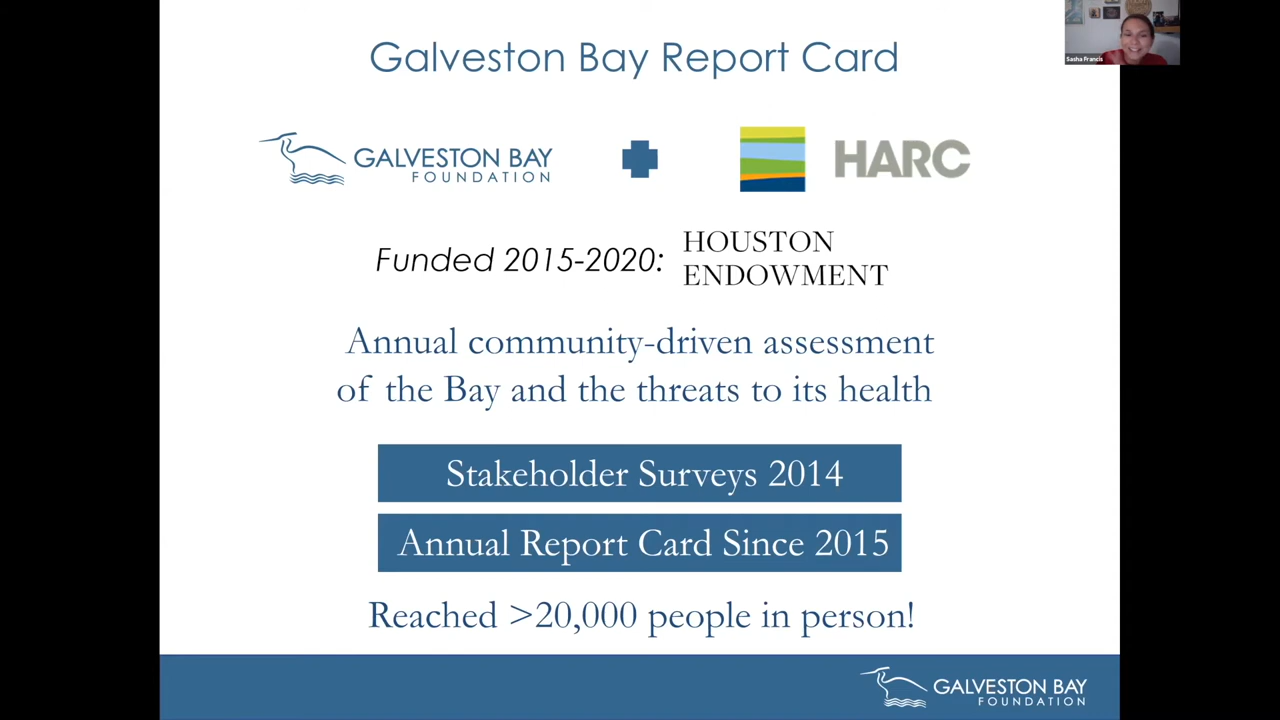 Galveston Bay Report Card
Sasha Francis
GALVESTON BAY
FOUNDATION
HARC
Funded 2015-2020:
HOUSTON
ENDOWMENT
Annual community-driven assessment
of the Bay and the threats to its health
Stakeholder Surveys 2014
Annual Report Card Since 2015
Reached >20,000 people in person!
GALVESTON BAY
FOUNDATION